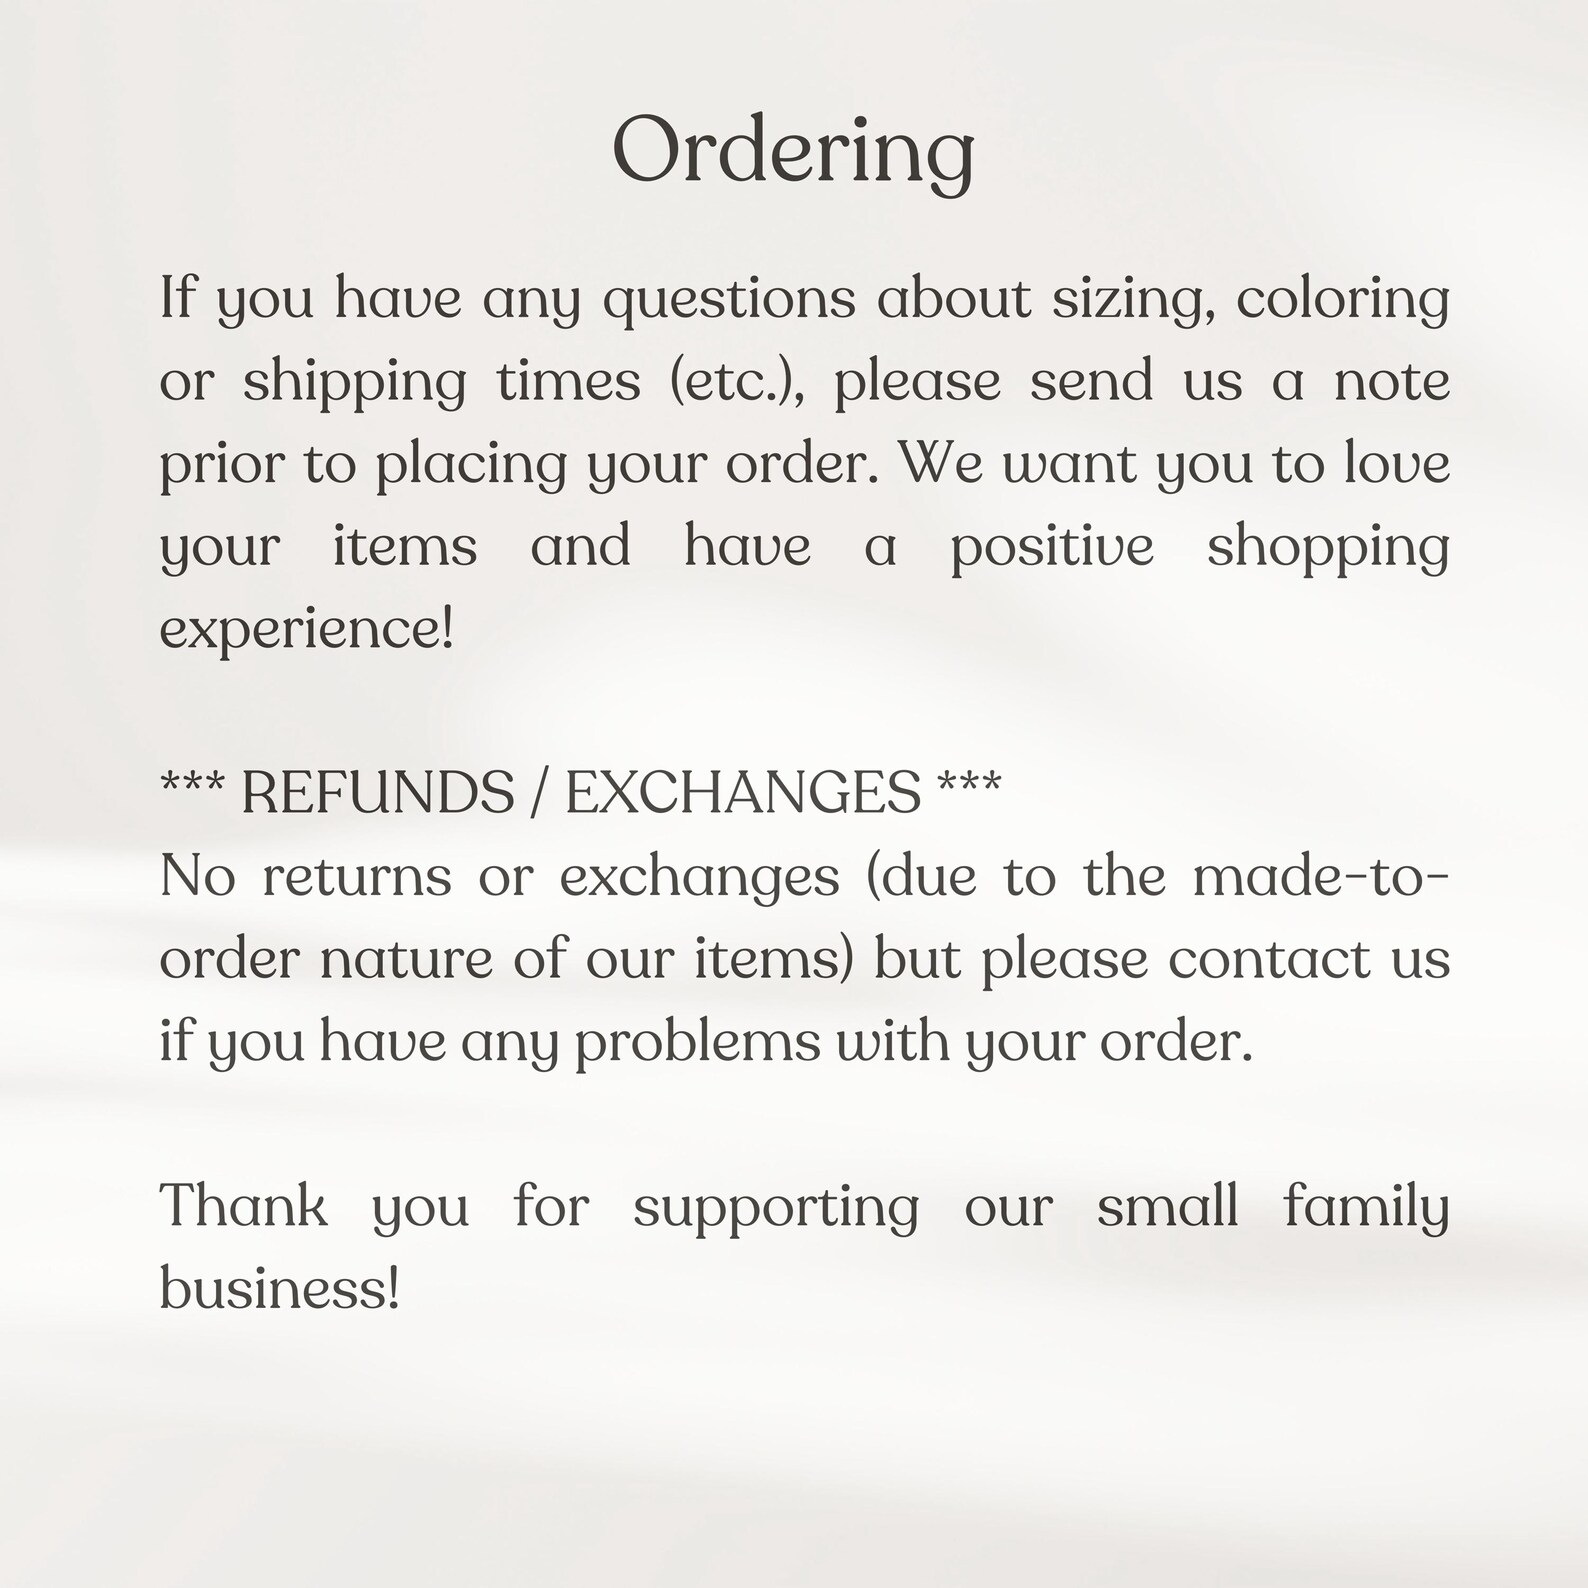 Ordering
If you have any questions about sizing, coloring
or shipping times (etc.), please send us a note
prior to placing your order. We want you to love
your items and have a positive shopping
experience!
*** REFUNDS / EXCHANGES ***
No returns or exchanges (due to the made-to-
order nature of our items) but please contact us
if you have any problems with your order.
Thank you for supporting our small family
business!